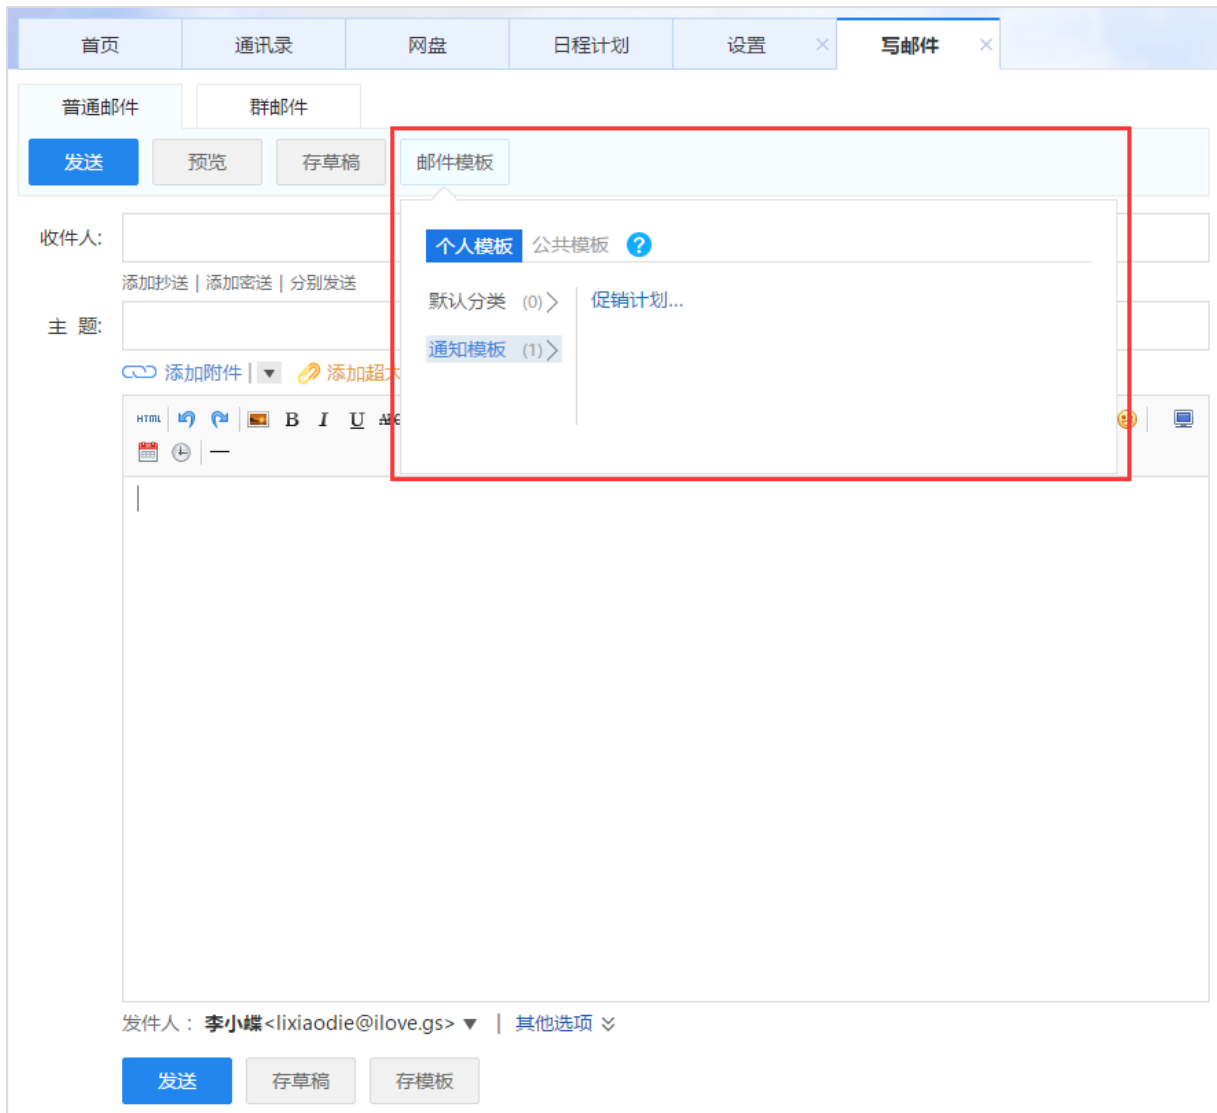 首页 通讯录 网盘 日程计划 设置 写邮件
普通邮件 群邮件
发送 预览 存草稿 邮件模板
收件人:
个人模板 公共模板 ?
添加抄送 | 添加密送 | 分别发送
默认分类 (0) 促销计划...
主 题:
通知模板 (1)
添加附件 | ▼ 添加超
HTML B I U
发件人： 李小蝶<lixiaodie@ilove.gs> ▼ | 其他选项
发送 存草稿 存模板